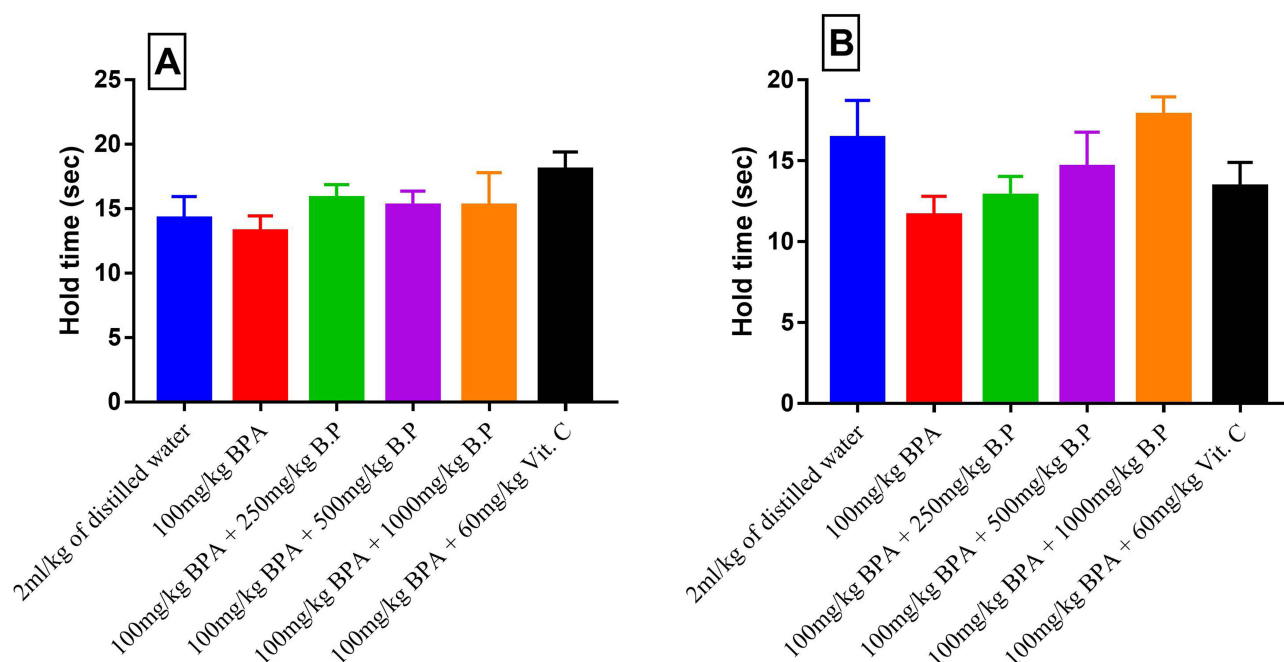 A
Hold time (sec)
25
20
15
10
5
0
2ml/kg of distilled water
100mg/kg BPA
100mg/kg BPA + 250mg/kg B.P
100mg/kg BPA + 500mg/kg B.P
100mg/kg BPA + 1000mg/kg B.P
100mg/kg BPA + 60mg/kg Vit. C
B
Hold time (sec)
20
15
10
5
0
2ml/kg of distilled water
100mg/kg BPA
100mg/kg BPA + 250mg/kg B.P
100mg/kg BPA + 500mg/kg B.P
100mg/kg BPA + 1000mg/kg B.P
100mg/kg BPA + 60mg/kg Vit. C